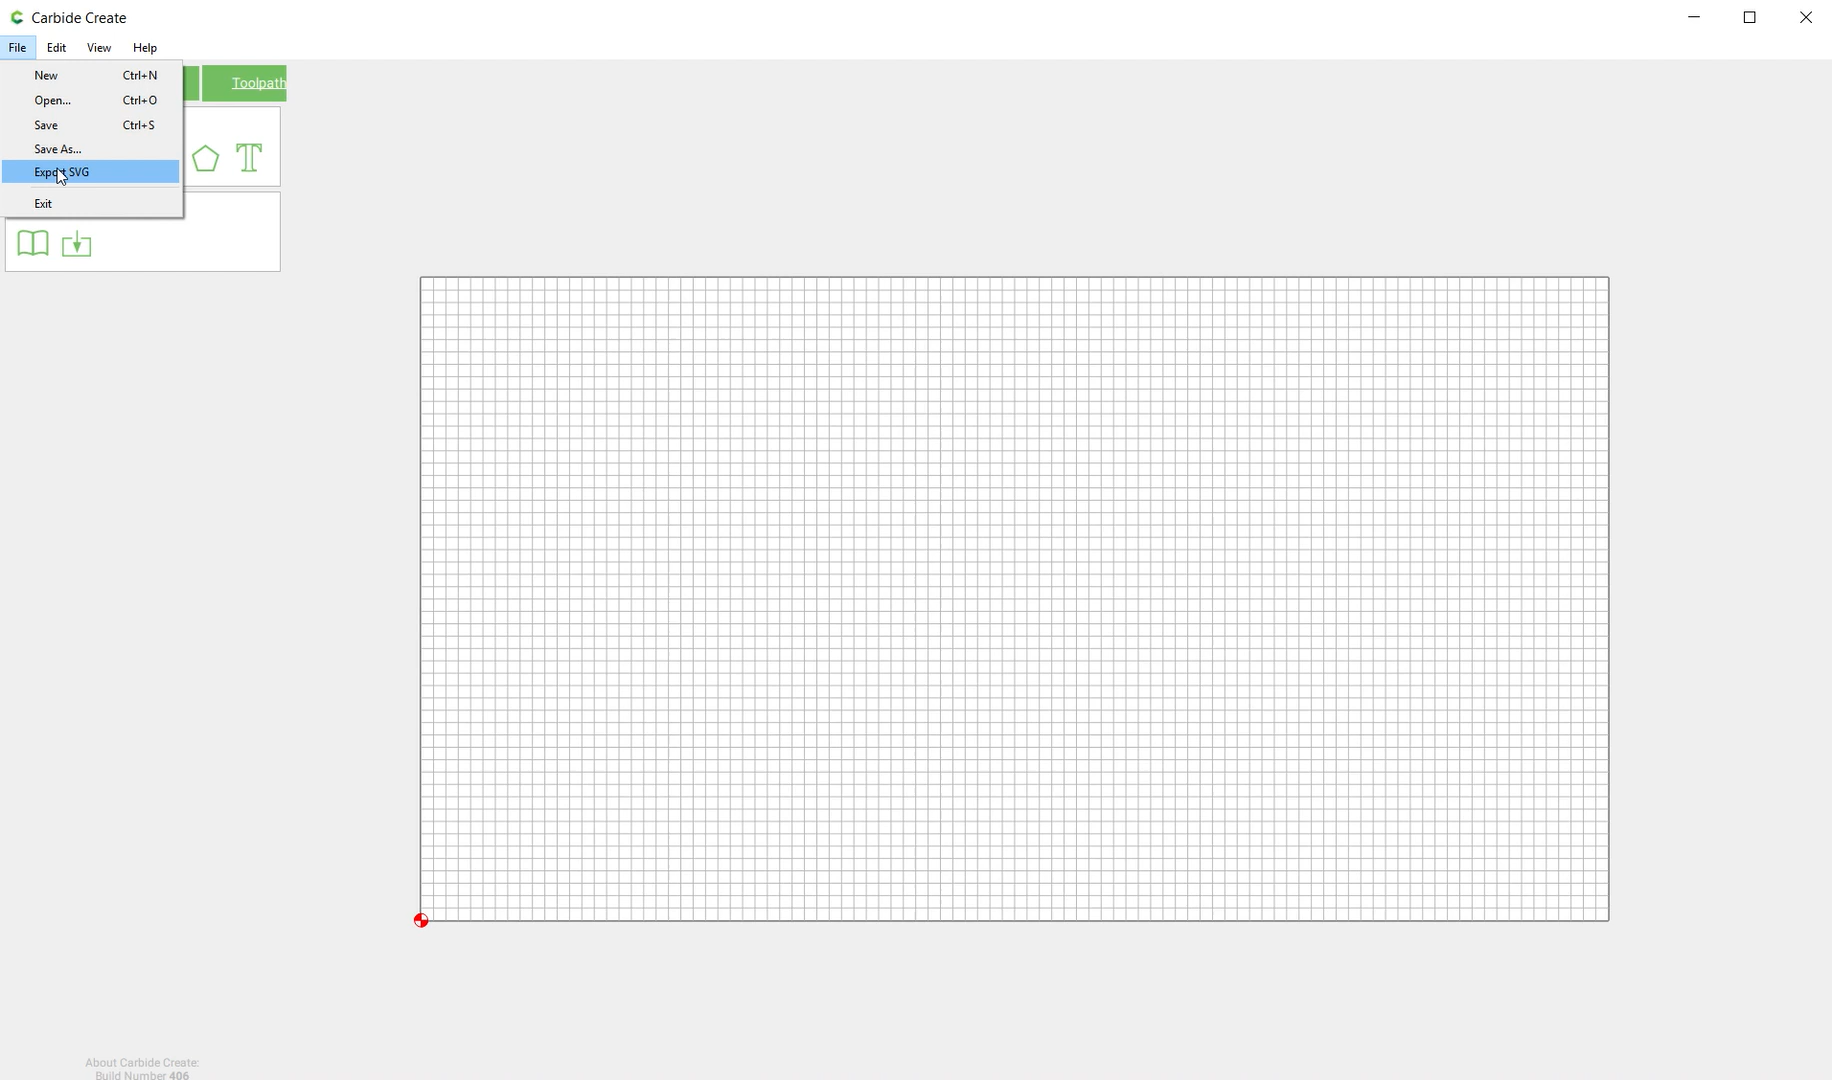 Carbide Create
File Edit View Help
New Ctrl+N
Toolpath
Open... Ctrl+O
Save Ctrl+S
Save As...
Export SVG
Exit
About Carbide Create:
Build Number 406